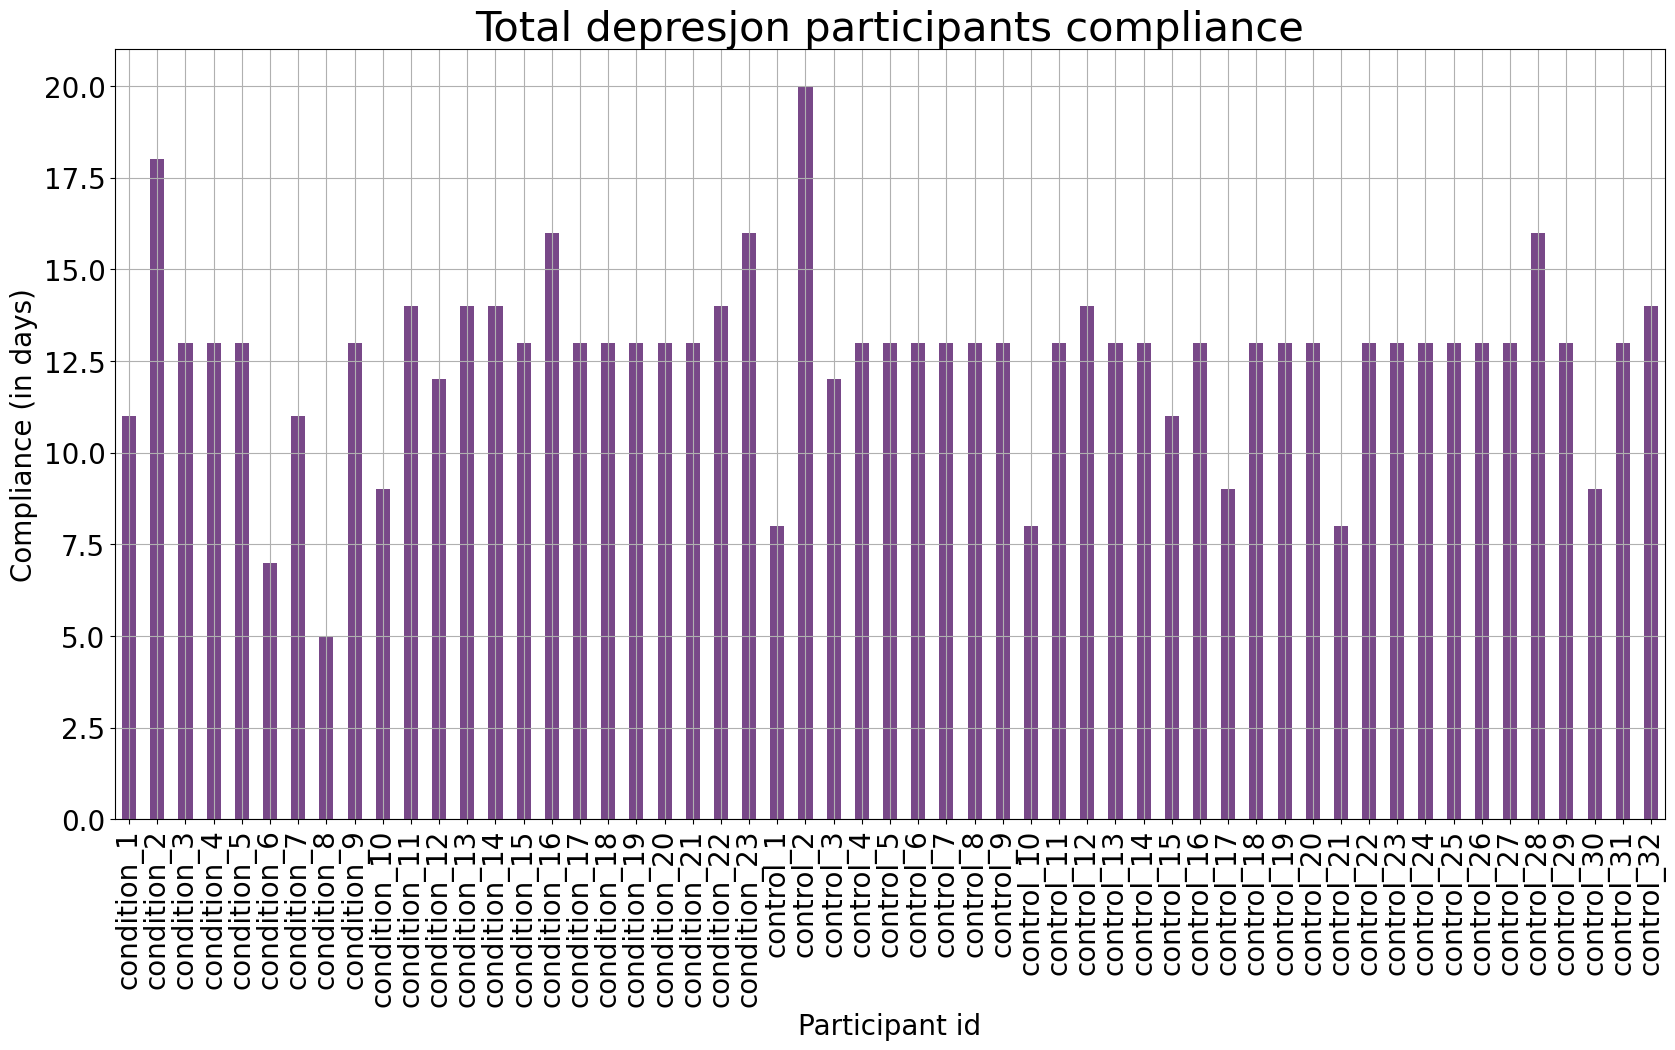 Total depresjon participants compliance
Compliance (in days)
20.0
17.5
15.0
12.5
10.0
7.5
5.0
2.5
0.0
condition_1
condition_2
condition_3
condition_4
condition_5
condition_6
condition_7
condition_8
condition_9
condition_10
condition_11
condition_12
condition_13
condition_14
condition_15
condition_16
condition_17
condition_18
condition_19
condition_20
condition_21
condition_22
condition_23
control_1
control_2
control_3
control_4
control_5
control_6
control_7
control_8
control_9
control_10
control_11
control_12
control_13
control_14
control_15
control_16
control_17
control_18
control_19
control_20
control_21
control_22
control_23
control_24
control_25
control_26
control_27
control_28
control_29
control_30
control_31
control_32
Participant id